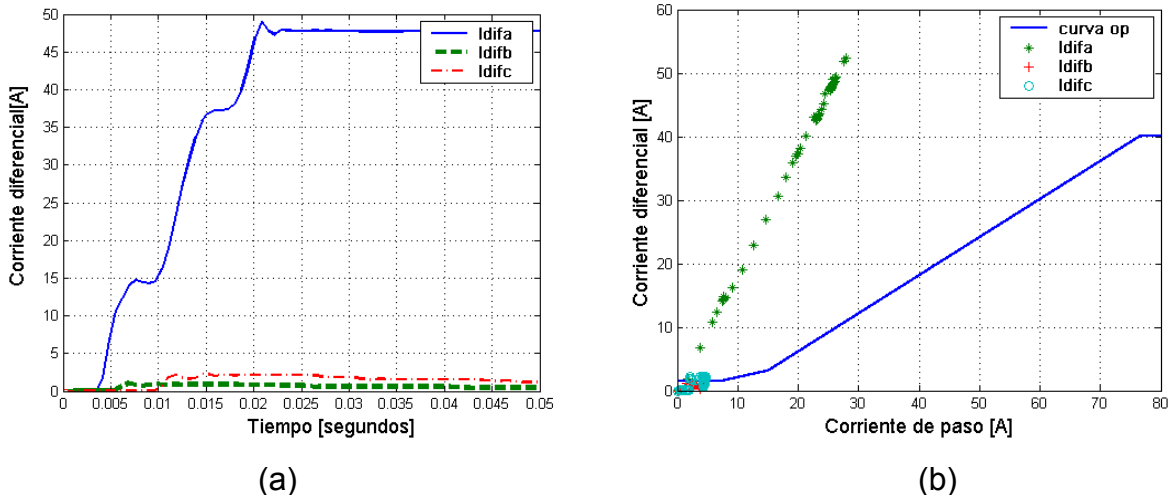 50
45
40
35
30
25
20
15
10
5
0
0 0.005 0.01 0.015 0.02 0.025 0.03 0.035 0.04 0.045 0.05
Corriente diferencial[A]
Tiempo [segundos]
Idifa
Idifb
Idifc
(a)
60
50
40
30
20
10
0
0 10 20 30 40 50 60 70 80
Corriente diferencial [A]
Corriente de paso [A]
curva op
Idifa
Idifb
Idifc
(b)